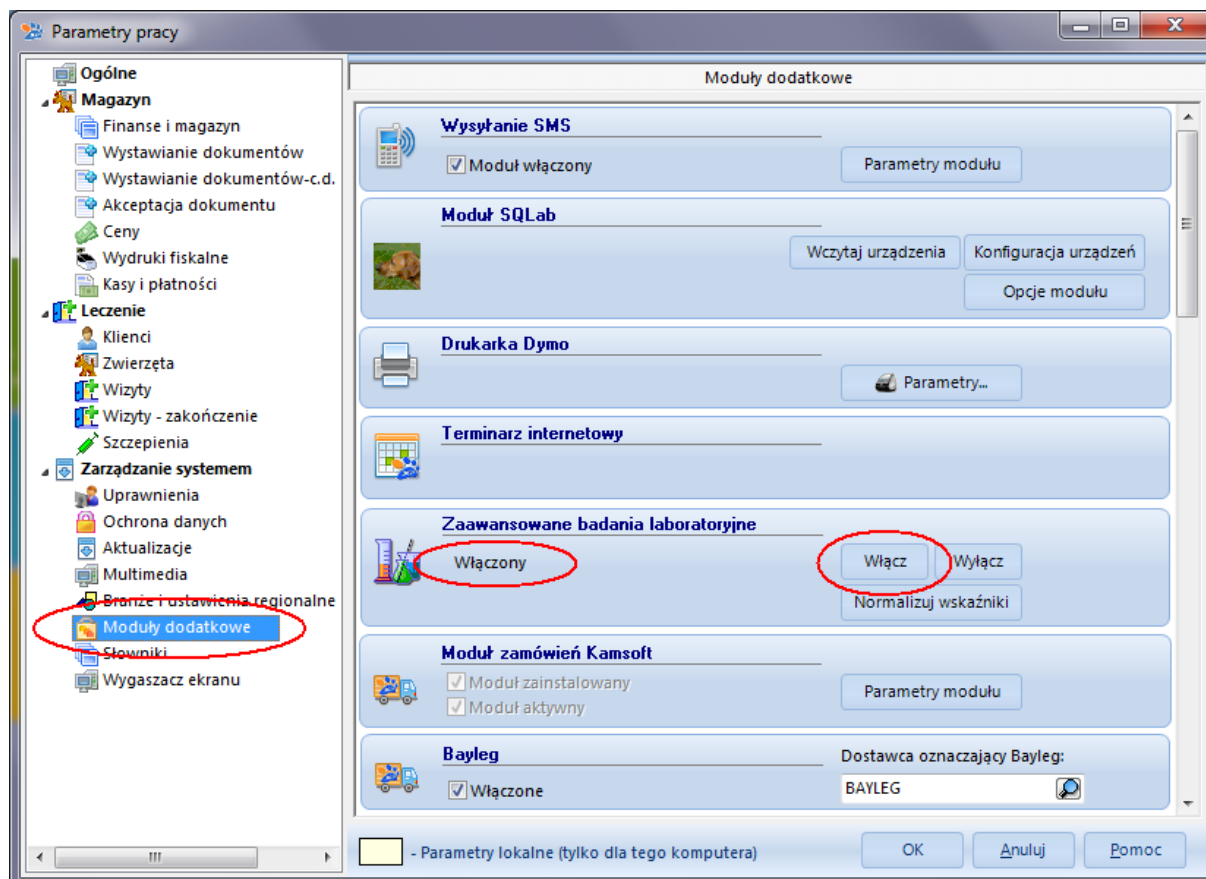 Parametry pracy
Ogólne
Magazyn
Finanse i magazyn
Wystawianie dokumentów
Wystawianie dokumentów-c.d.
Akceptacja dokumentu
Ceny
Wydruki fiskalne
Kasy i płatności
Leczenie
Klienci
Zwierzęta
Wizyty
Wizyty - zakończenie
Szczepienia
Zarządzanie systemem
Uprawnienia
Ochrona danych
Aktualizacje
Multimedia
Branże i ustawienia regionalne
Moduły dodatkowe
Słowniki
Wygaszacz ekranu
Moduły dodatkowe
Wysyłanie SMS
Moduł włączony Parametry modułu
Moduł SQLab
Wczytaj urządzenia Konfiguracja urządzeń
Opcje modułu
Drukarka Dymo
Parametry...
Terminarz internetowy
Zaawansowane badania laboratoryjne
Włączony Włącz Wyłącz
Normalizuj wskaźniki
Moduł zamówień Kamsoft
Moduł zainstalowany Parametry modułu
Moduł aktywny
Bayleg Dostawca oznaczający Bayleg:
Włączone BAYLEG
- Parametry lokalne (tylko dla tego komputera) OK Anuluj Pomoc